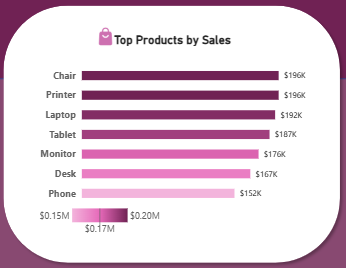 Top Products by Sales
Chair $196K
Printer $196K
Laptop $192K
Tablet $187K
Monitor $176K
Desk $167K
Phone $152K
$0.15M $0.20M
$0.17M